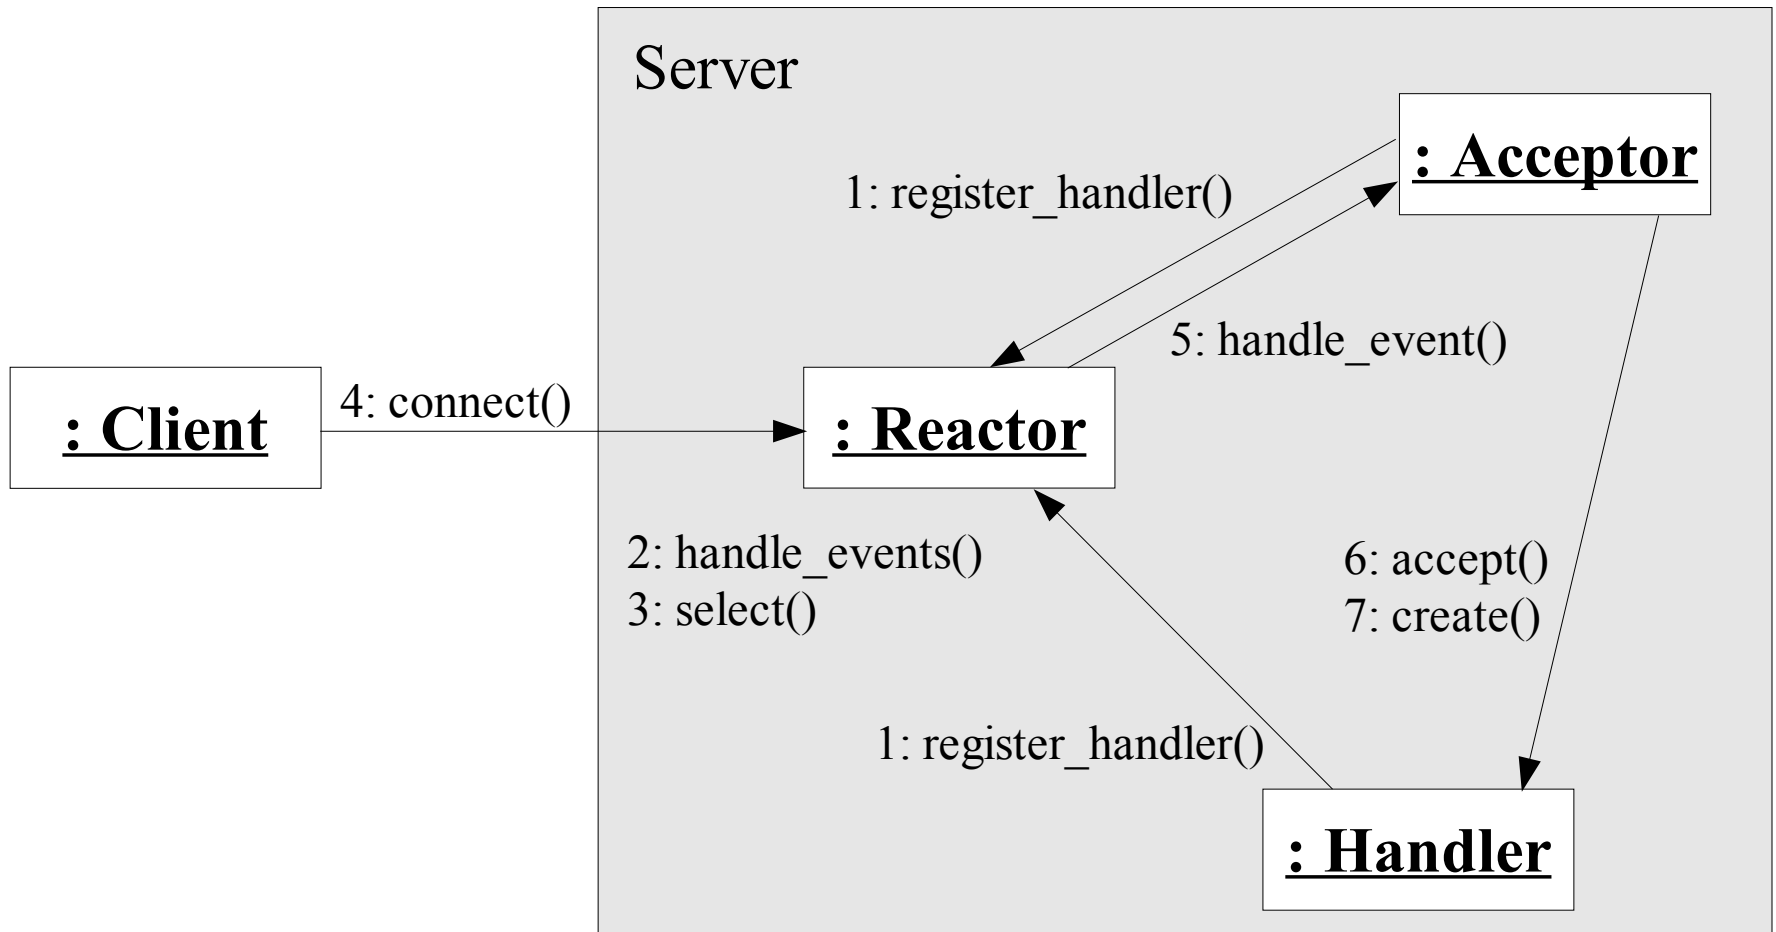 Server
: Acceptor
1: register_handler()
5: handle_event()
: Client
4: connect()
: Reactor
2: handle_events()
3: select()
6: accept()
7: create()
1: register_handler()
: Handler